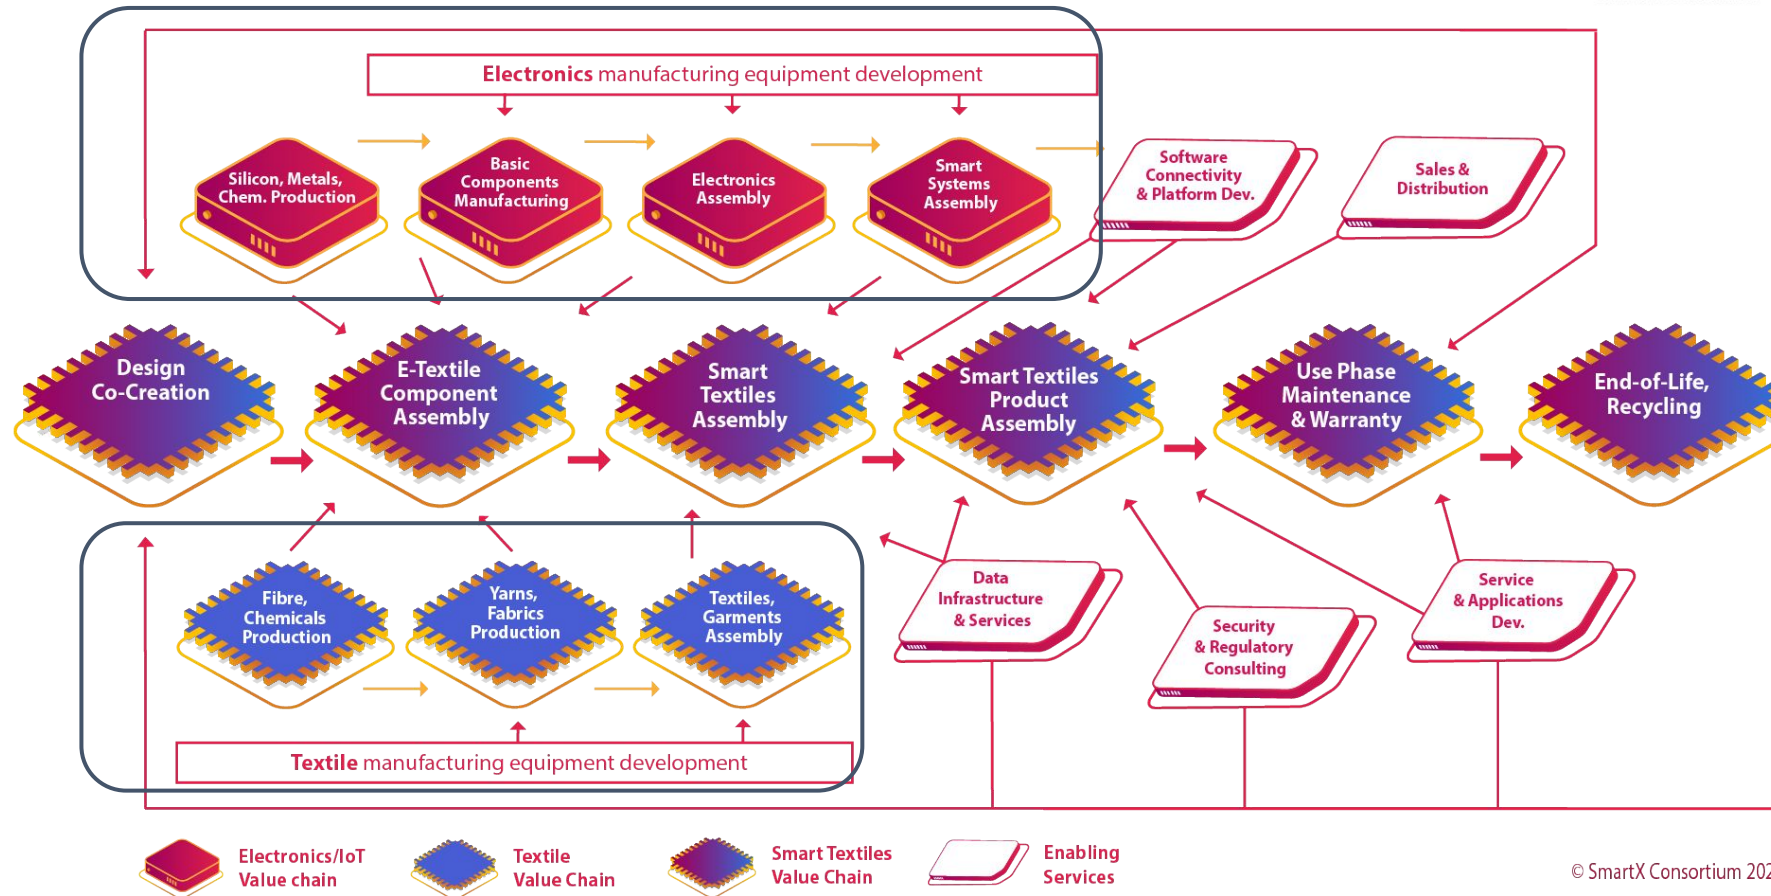 Electronics manufacturing equipment development
Silicon, Metals,
Chem. Production
Basic
Components
Manufacturing
Electronics
Assembly
Smart
Systems
Assembly
Software
Connectivity
& Platform Dev.
Sales &
Distribution
Design
Co-Creation
E-Textile
Component
Assembly
Smart
Textiles
Assembly
Smart Textiles
Product
Assembly
Use Phase
Maintenance
& Warranty
End-of-Life,
Recycling
Fibre,
Chemicals
Production
Yarns,
Fabrics
Production
Textiles,
Garments
Assembly
Data
Infrastructure
& Services
Security
& Regulatory
Consulting
Service
& Applications
Dev.
Textile manufacturing equipment development
Electronics/IoT
Value chain
Textile
Value Chain
Smart Textiles
Value Chain
Enabling
Services
© SmartX Consortium